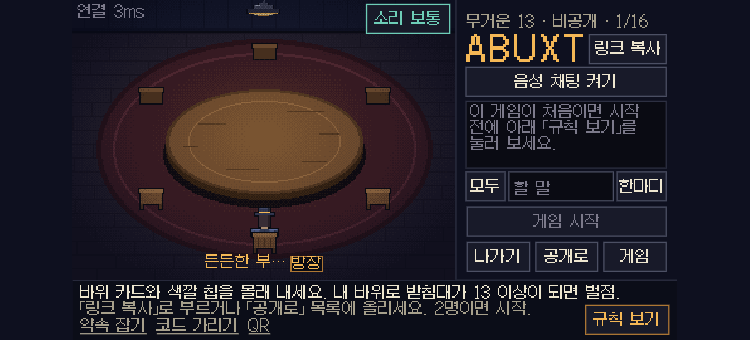 연결 3ms
소리 보통
무거운 13 · 비공개 · 1/16
ABUXT
링크 복사
음성 채팅 켜기
이 게임이 처음이면 시작
전에 아래 「규칙 보기」를
눌러 보세요.
모두
할 말
한마디
게임 시작
든든한 부…
방장
나가기
공개로
게임
바위 카드와 색깔 칩을 몰래 내세요. 내 바위로 받침대가 13 이상이 되면 벌점.
「링크 복사」로 부르거나 「공개로」 목록에 올리세요. 2명이면 시작.
약속 잡기 코드 가리기 QR
규칙 보기